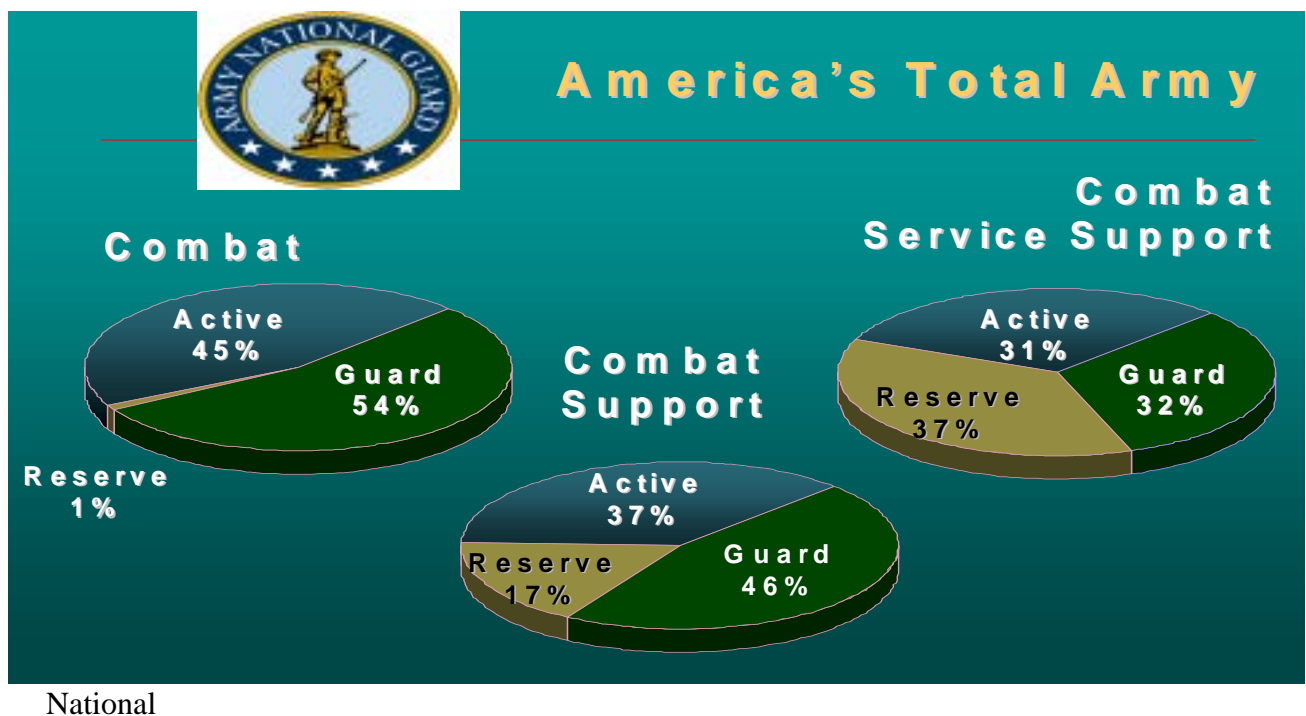 ARMY NATIONAL GUARD
America's Total Army
Combat
Active
45%
Guard
54%
Reserve
1%
Combat
Support
Active
37%
Guard
46%
Reserve
17%
Combat
Service Support
Active
31%
Guard
32%
Reserve
37%
National